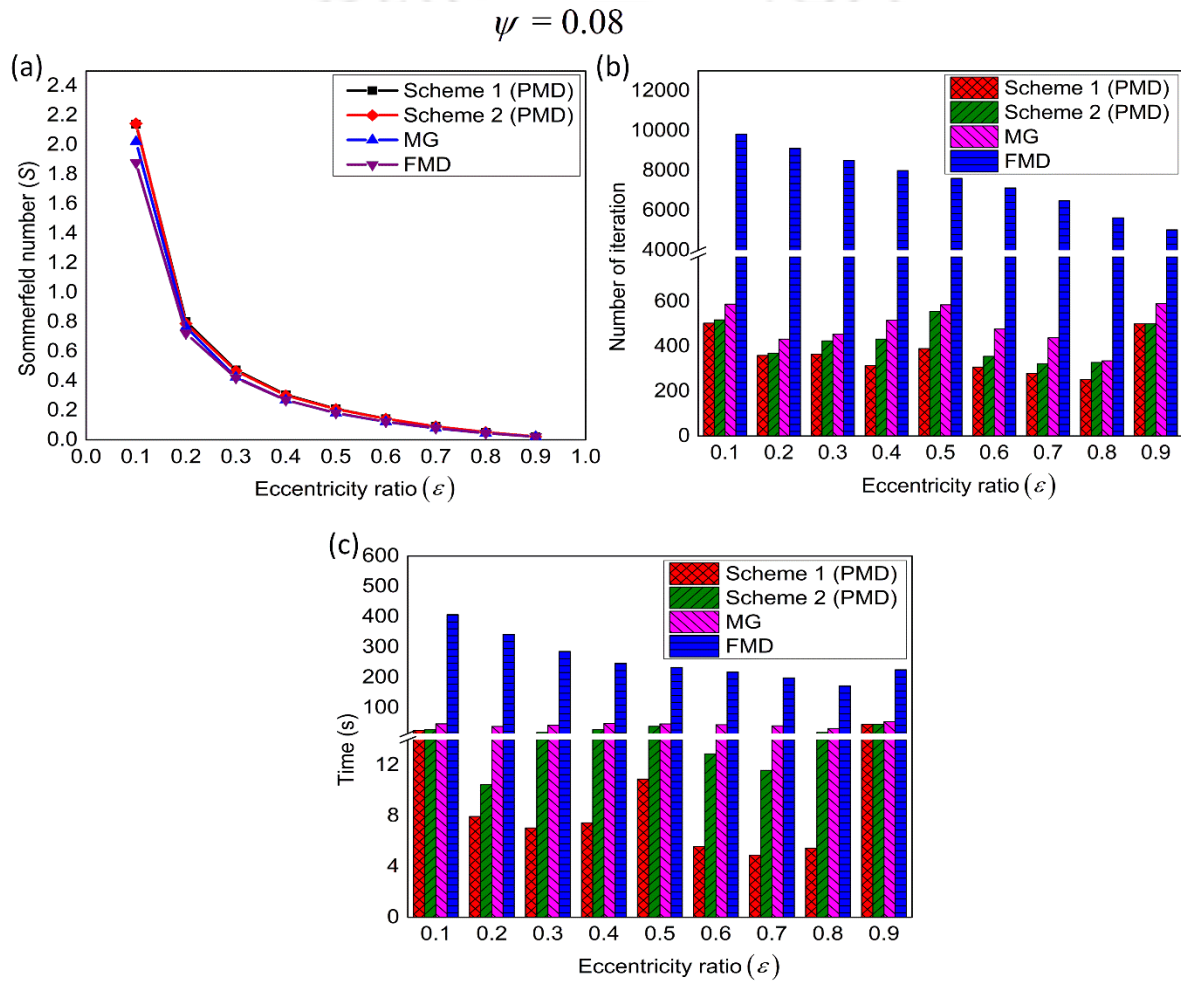 ψ = 0.08
(a)
2.4
2.2
2.0
1.8
1.6
1.4
1.2
1.0
0.8
0.6
0.4
0.2
0.0
Sommerfeld number (S)
Scheme 1 (PMD)
Scheme 2 (PMD)
MG
FMD
0.0 0.1 0.2 0.3 0.4 0.5 0.6 0.7 0.8 0.9 1.0
Eccentricity ratio (ε)
(b)
12000
10000
8000
6000
4000
600
400
200
0
Number of iteration
Scheme 1 (PMD)
Scheme 2 (PMD)
MG
FMD
0.1 0.2 0.3 0.4 0.5 0.6 0.7 0.8 0.9
Eccentricity ratio (ε)
(c)
600
500
400
300
200
100
12
8
4
0
Time (s)
Scheme 1 (PMD)
Scheme 2 (PMD)
MG
FMD
0.1 0.2 0.3 0.4 0.5 0.6 0.7 0.8 0.9
Eccentricity ratio (ε)